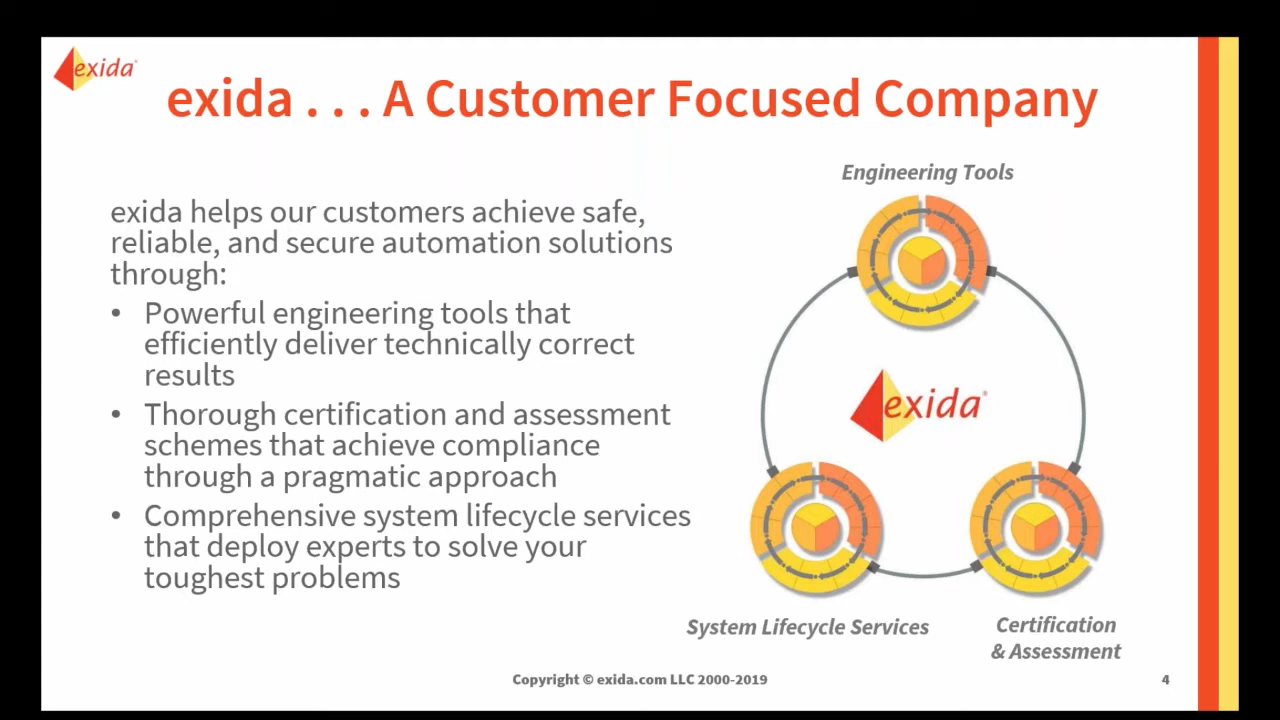 exida
exida . . . A Customer Focused Company
exida helps our customers achieve safe,
reliable, and secure automation solutions
through:
• Powerful engineering tools that
efficiently deliver technically correct
results
• Thorough certification and assessment
schemes that achieve compliance
through a pragmatic approach
• Comprehensive system lifecycle services
that deploy experts to solve your
toughest problems
Engineering Tools
exida
System Lifecycle Services
Certification
& Assessment
Copyright © exida.com LLC 2000-2019
4